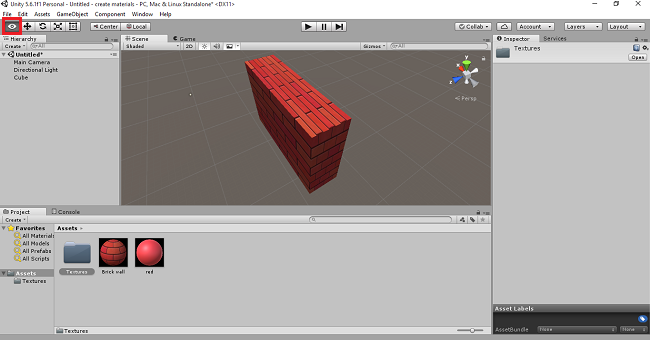 Unity 5.6.1f1 Personal - Untitled - create materials - PC, Mac & Linux Standalone* <DX11>
File Edit Assets GameObject Component Window Help
Center Local Collab Account Layers Layout
Hierarchy Scene Game Inspector Services
Create All Shaded 2D Gizmos All Textures
Untitled* Open
Main Camera
Directional Light
Cube
y
z
Persp
Project Console
Create
Favorites Assets
All Materials
All Models
All Prefabs
All Scripts
Textures Brick wall red
Assets
Textures
Asset Labels
Textures AssetBundle None None